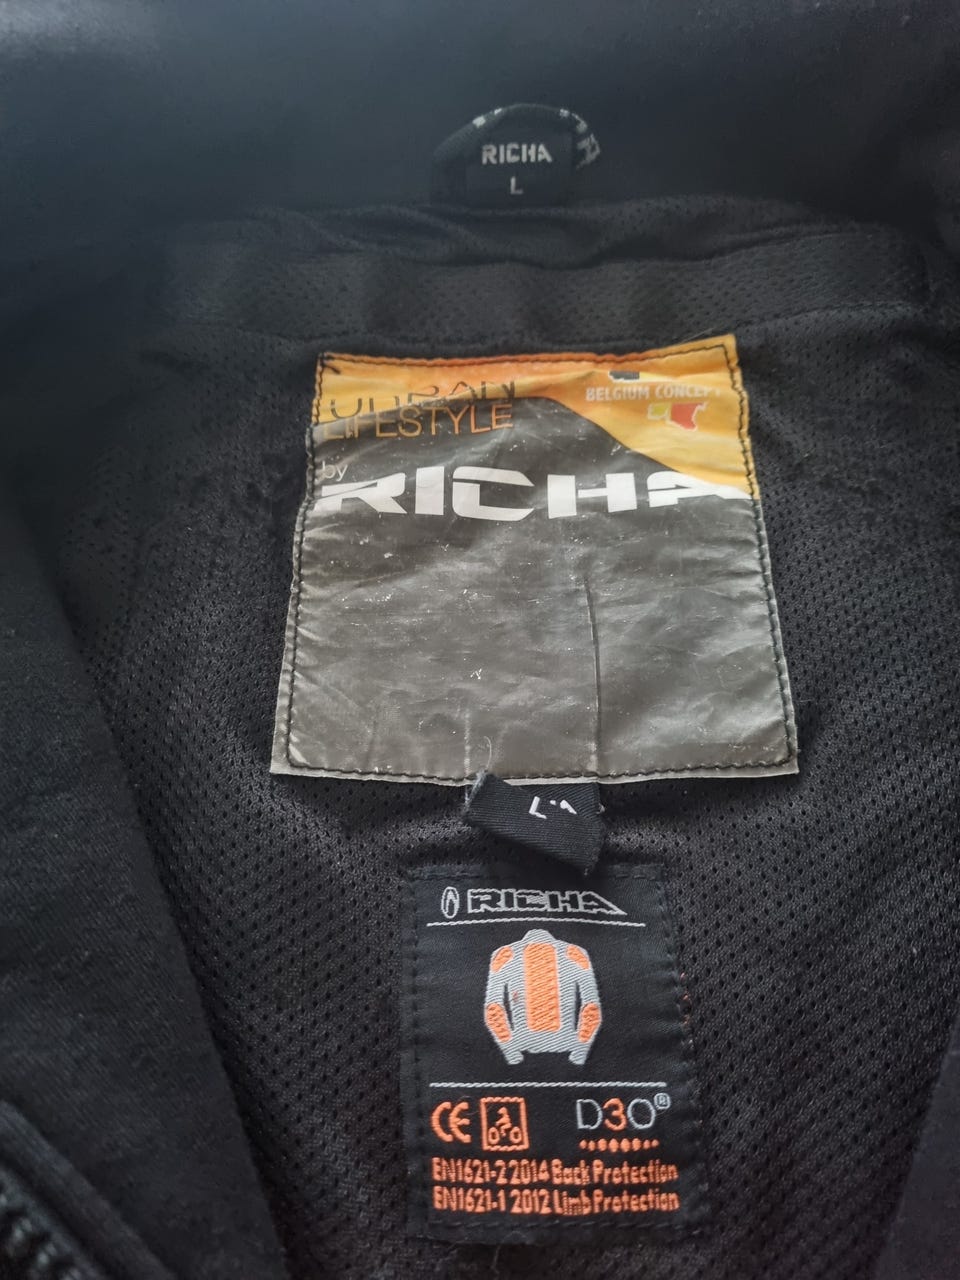 RICHA
L
URBAN
LIFESTYLE
BELGIUM CONCEPT
by
RICHA
L
RICHA
CE
D3O®
EN1621-2 2014 Back Protection
EN1621-1 2012 Limb Protection